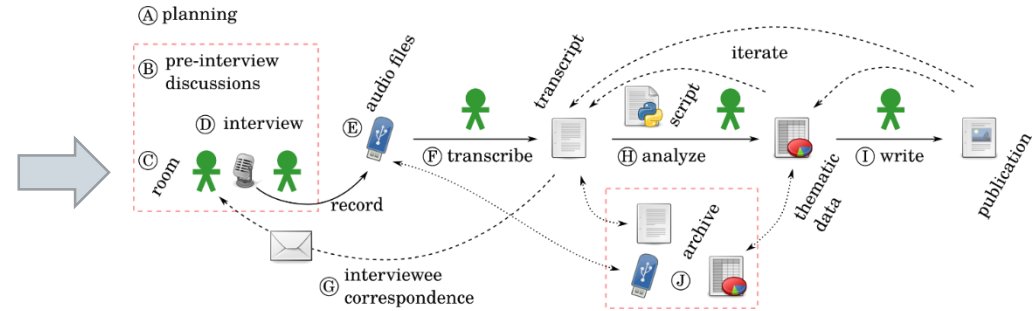 Ⓐ planning
Ⓑ pre-interview
discussions
Ⓓ interview
Ⓒ
room
record
Ⓔ
audio files
Ⓕ transcribe
transcript
Ⓖ interviewee
correspondence
iterate
script
Ⓗ analyze
thematic
data
Ⓘ write
publication
archive
Ⓙ